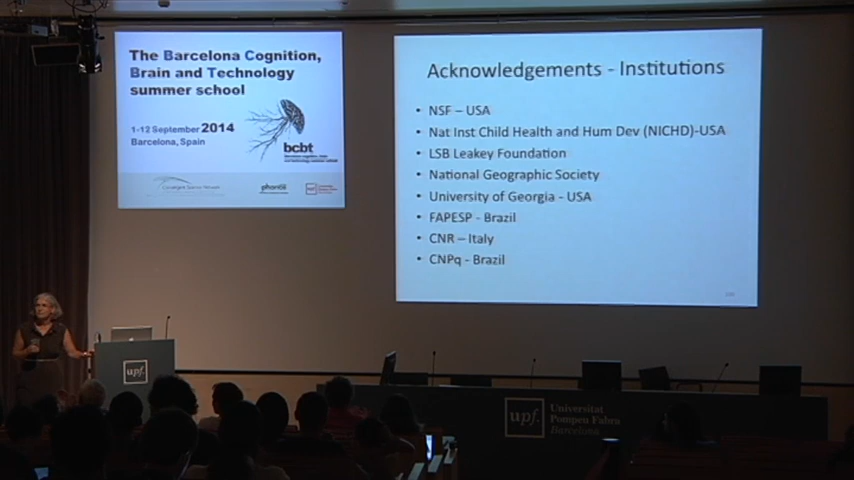 The Barcelona Cognition,
Brain and Technology
summer school
1-12 September 2014
Barcelona, Spain
bcbt
Acknowledgements - Institutions
• NSF – USA
• Nat Inst Child Health and Hum Dev (NICHD)-USA
• LSB Leakey Foundation
• National Geographic Society
• University of Georgia - USA
• FAPESP - Brazil
• CNR – Italy
• CNPq - Brazil
upf.
upf.
Universitat
Pompeu Fabra
Barcelona